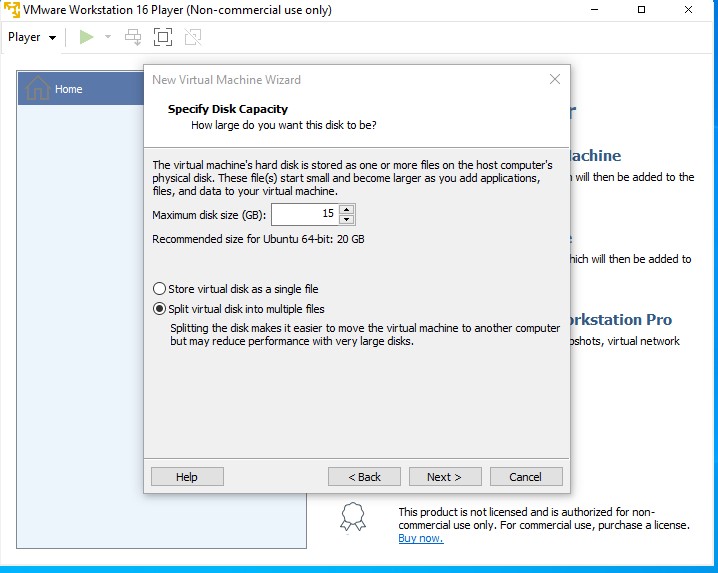 VMware Workstation 16 Player (Non-commercial use only)
Player
Home
New Virtual Machine Wizard
Specify Disk Capacity
How large do you want this disk to be?
The virtual machine's hard disk is stored as one or more files on the host computer's
physical disk. These file(s) start small and become larger as you add applications,
files, and data to your virtual machine.
Maximum disk size (GB): 15
Recommended size for Ubuntu 64-bit: 20 GB
Store virtual disk as a single file
Split virtual disk into multiple files
Splitting the disk makes it easier to move the virtual machine to another computer
but may reduce performance with very large disks.
Help
< Back
Next >
Cancel
r
lachine
will then be added to the
hich will then be added to
orkstation Pro
pshots, virtual network
This product is not licensed and is authorized for non-
commercial use only. For commercial use, purchase a license.
Buy now.